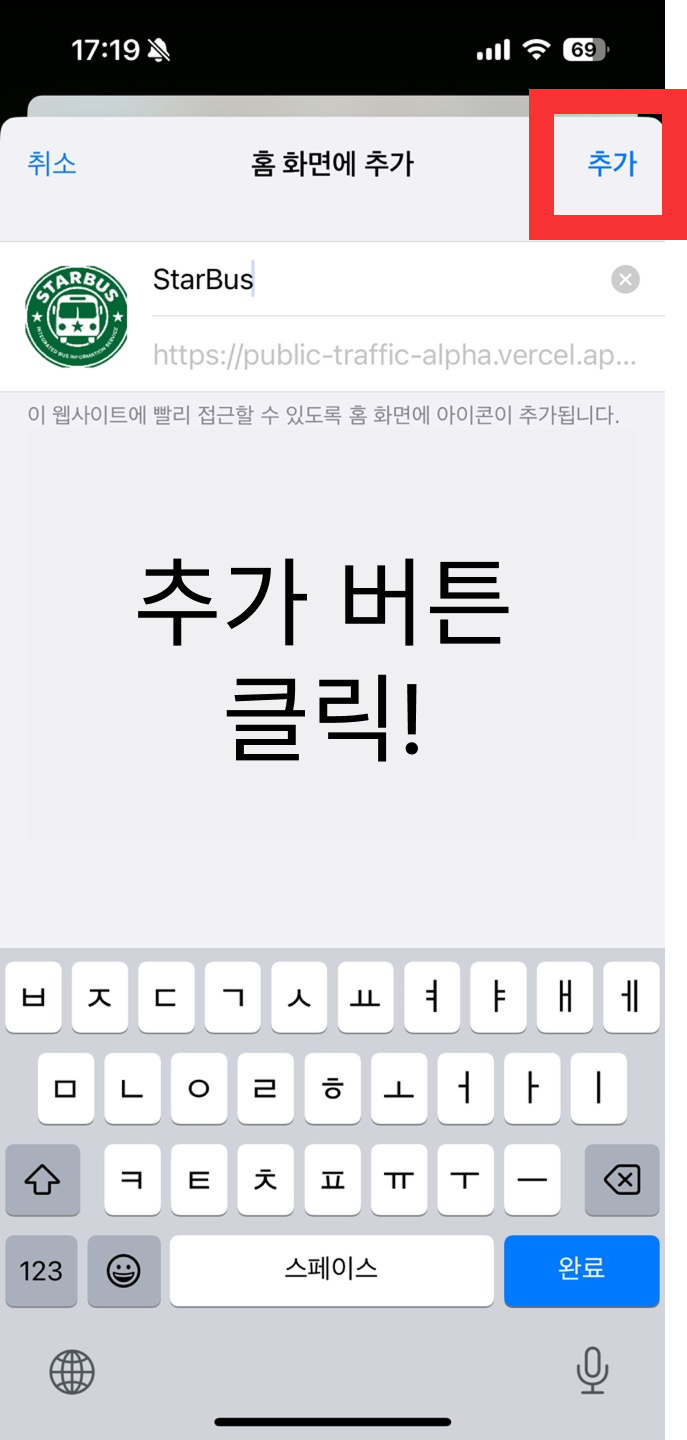 17:19
69
취소
홈 화면에 추가
추가
STARBUS
INTEGRATED BUS INFORMATION SERVICE
StarBus
https://public-traffic-alpha.vercel.ap...
이 웹사이트에 빨리 접근할 수 있도록 홈 화면에 아이콘이 추가됩니다.
추가 버튼
클릭!
ㅂ ㅈ ㄷ ㄱ ㅅ ㅛ ㅕ ㅑ ㅐ ㅔ
ㅁ ㄴ ㅇ ㄹ ㅎ ㅗ ㅓ ㅏ ㅣ
ㅋ ㅌ ㅊ ㅍ ㅠ ㅜ ㅡ
123
스페이스
완료